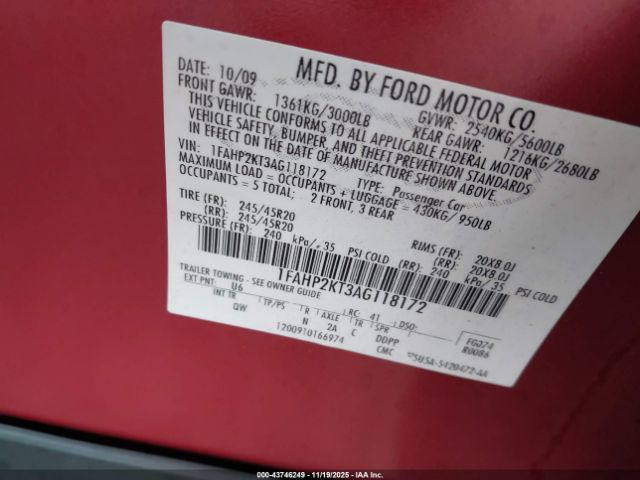 MFD. BY FORD MOTOR CO.
DATE: 10/09 GVWR: 2540KG/5600LB
FRONT GAWR: 1361KG/3000LB REAR GAWR: 1216KG/2680LB
THIS VEHICLE CONFORMS TO ALL APPLICABLE FEDERAL MOTOR
VEHICLE SAFETY, BUMPER, AND THEFT PREVENTION STANDARDS
IN EFFECT ON THE DATE OF MANUFACTURE SHOWN ABOVE.
VIN: 1FAHP2KT3AG118172 TYPE: Passenger Car
MAXIMUM LOAD = OCCUPANTS + LUGGAGE = 430KG/950LB
OCCUPANTS = 5 TOTAL; 2 FRONT, 3 REAR
TIRE (FR): 245/45R20 RIMS (FR): 20X8.0J
(RR): 245/45R20 (RR): 20X8.0J
PRESSURE (FR): 240 kPa/35 PSI COLD (RR): 240 kPa/35 PSI COLD
1FAHP2KT3AG118172
TRAILER TOWING - SEE OWNER GUIDE
EXT PNT: U6 RC: 41 DSO: FG074
INT TR TP/PS R AXLE TR SPR R0086
QW N 2A C DDPP
1200910166974 CMC 5U5A-5420472-AA
000-43746249 - 11/19/2025 - IAA Inc.